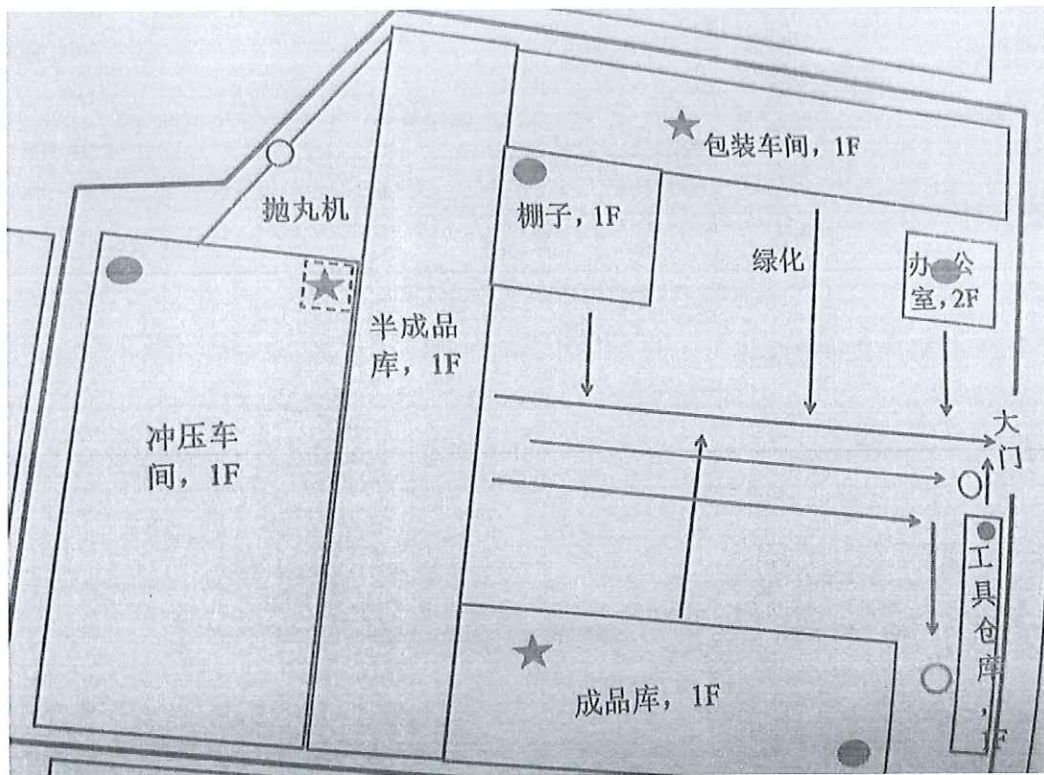 包装车间，1F
抛丸机
棚子，1F
绿化
办公
室，2F
半成品
库，1F
大
门
冲压车
间，1F
工
具
仓
库
，
1F
成品库，1F